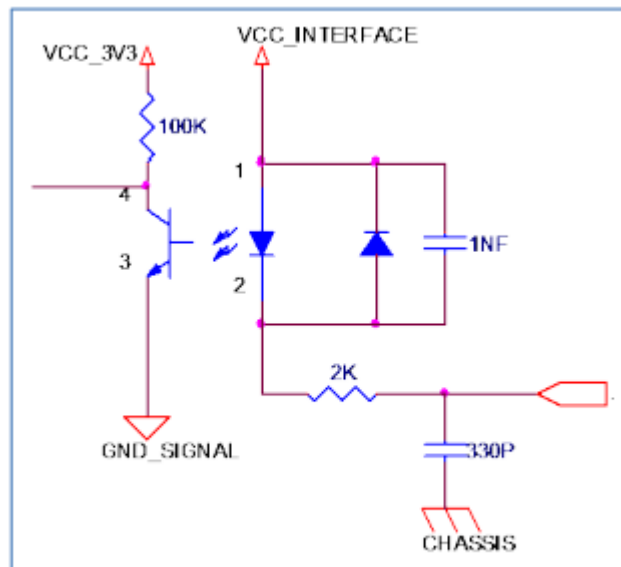 VCC_INTERFACE
VCC_3V3
100K
1
4
3
2
1NF
2K
GND_SIGNAL
330P
CHASSIS